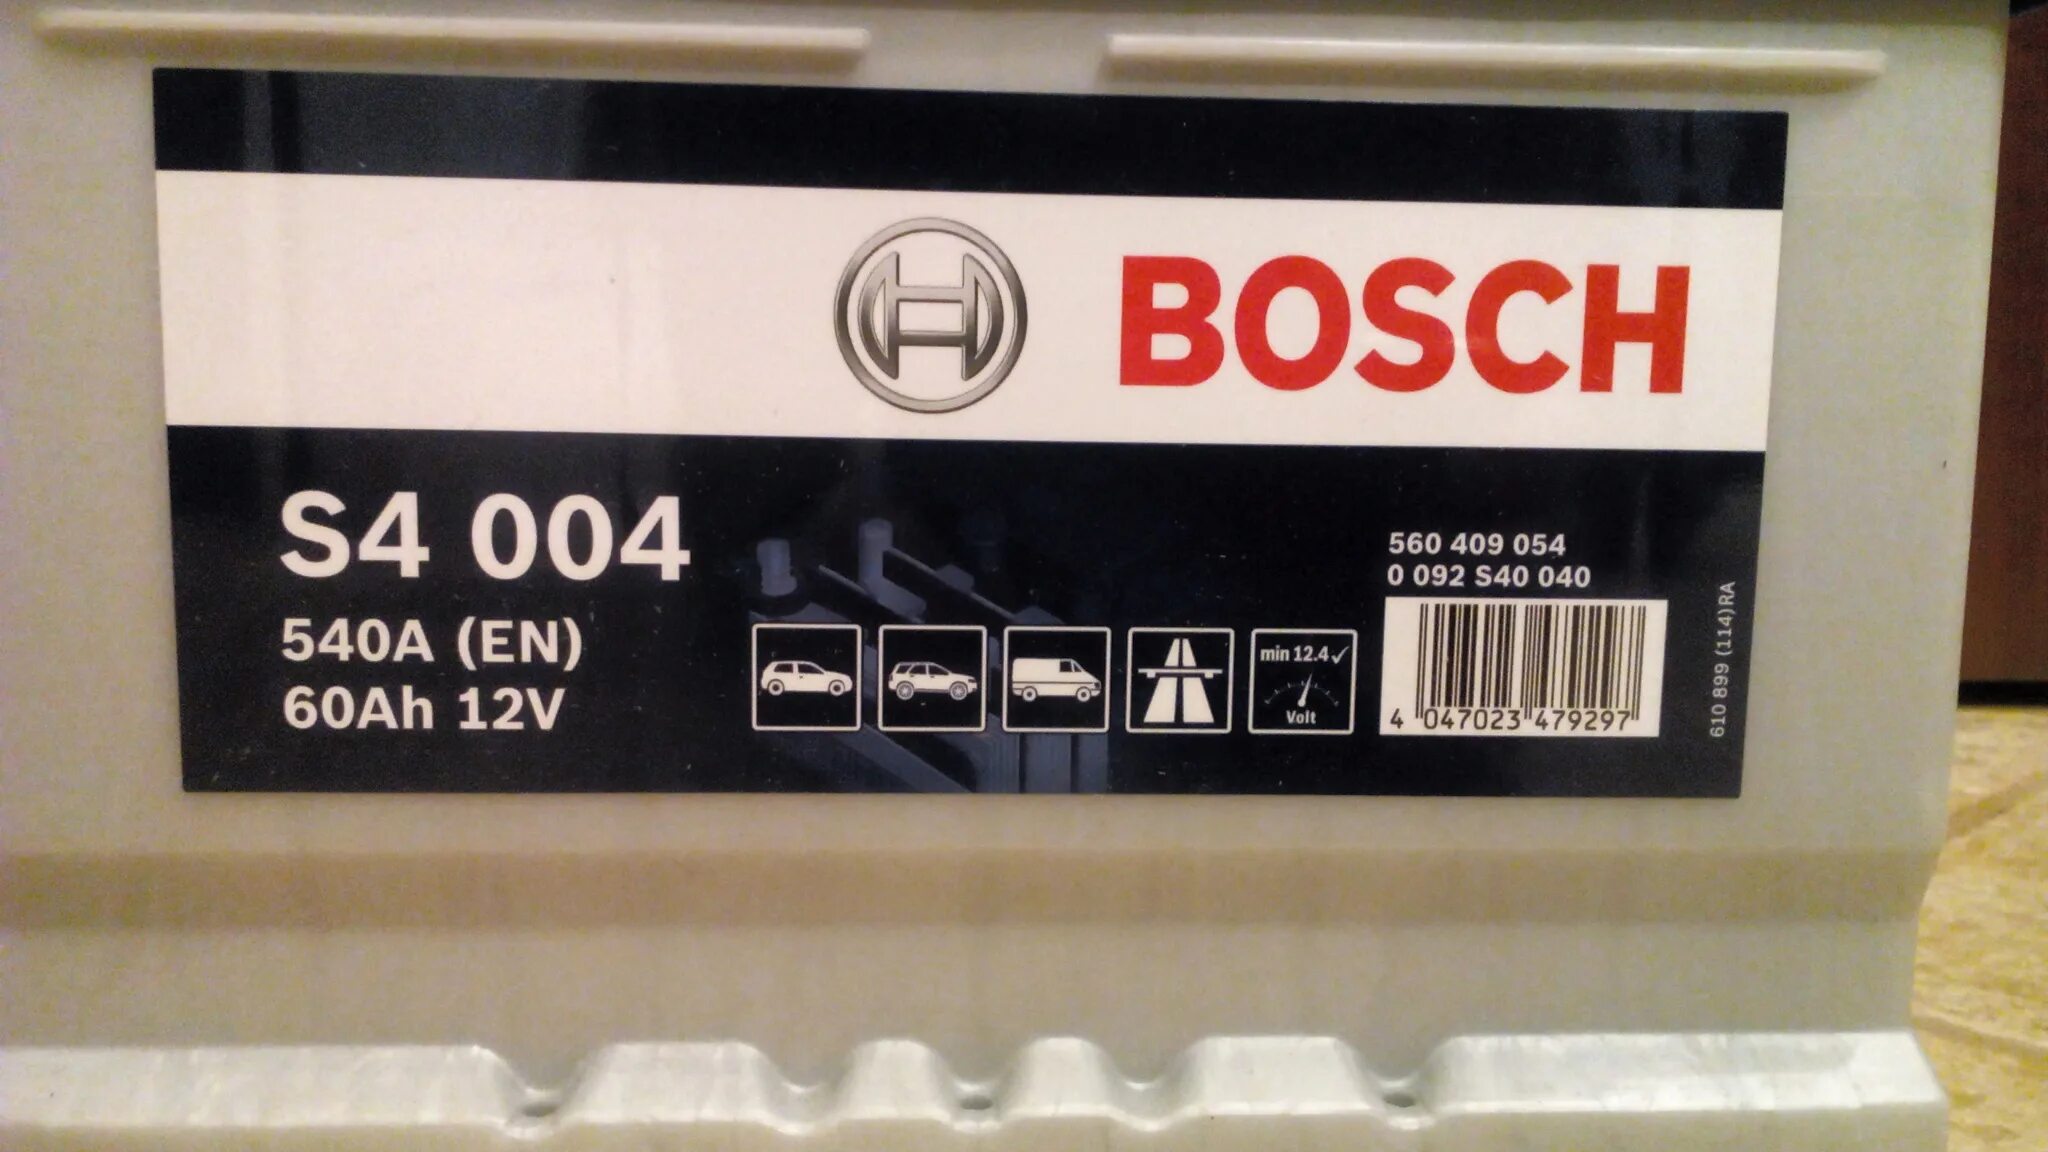 BOSCH
S4 004
540A (EN)
60Ah 12V
min 12.4✓
Volt
560 409 054
0 092 S40 040
4 047023 479297
610 899 (114)RA